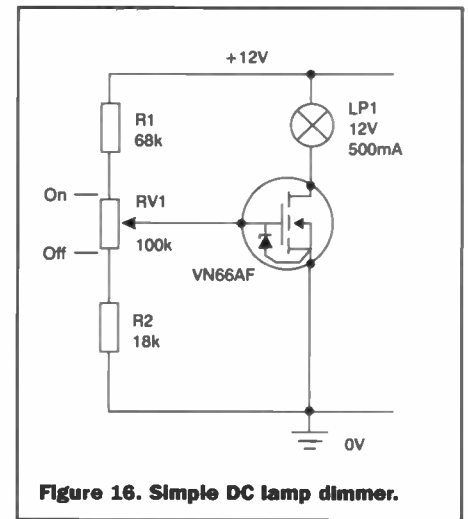 +12V
R1
68k
LP1
12V
500mA
On
RV1
100k
Off
VN66AF
R2
18k
0V
Figure 16. Simple DC lamp dimmer.